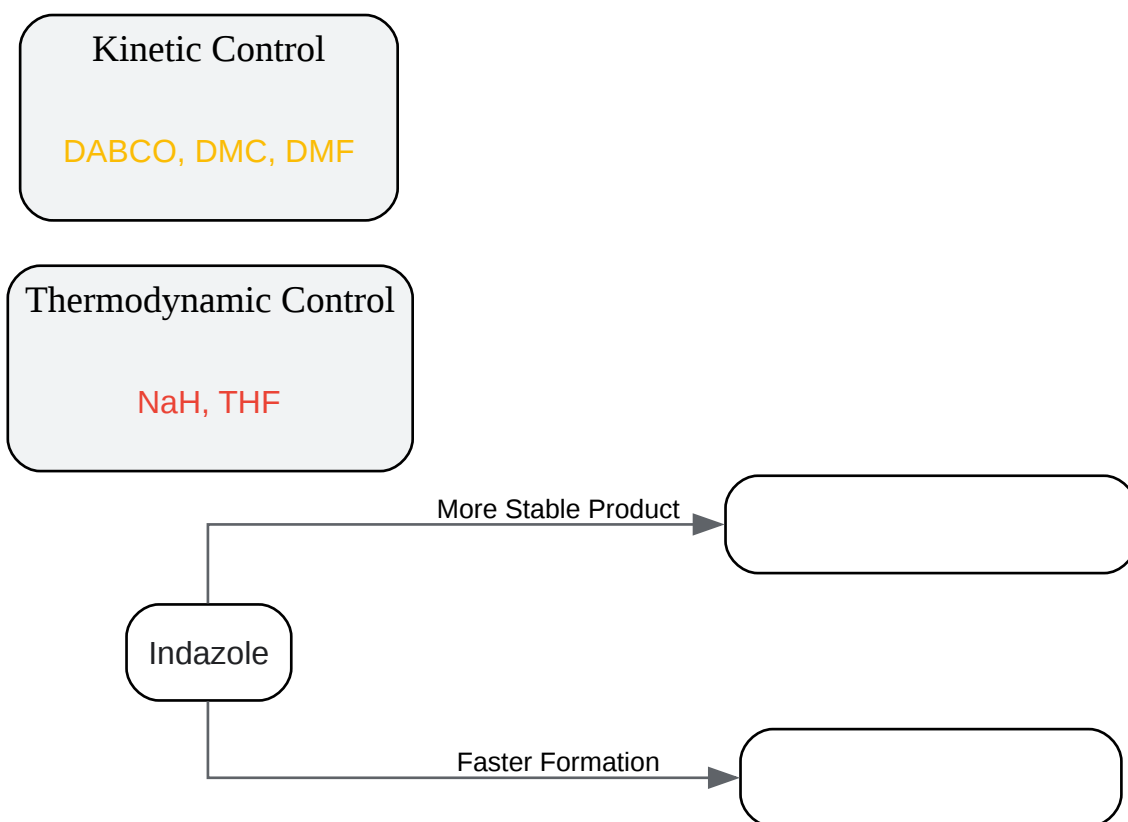 Kinetic Control
DABCO, DMC, DMF
Thermodynamic Control
NaH, THF
More Stable Product
Indazole
Faster Formation